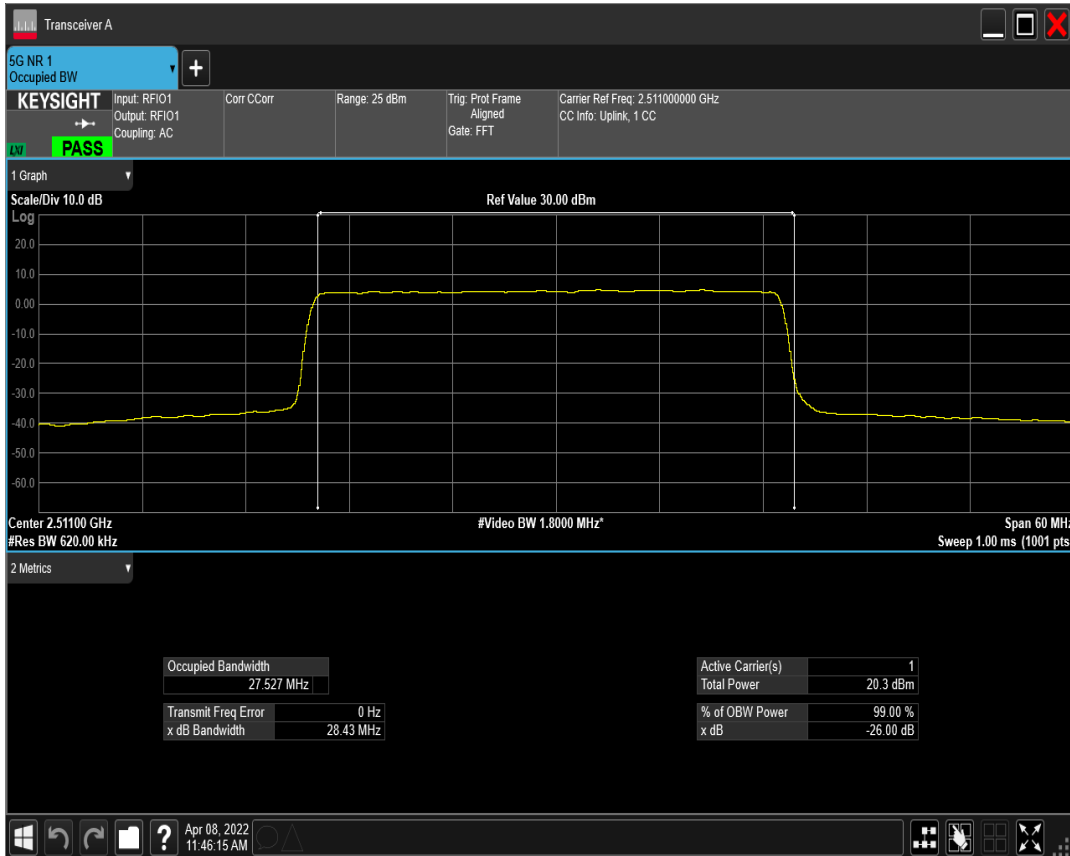 Transceiver A
5G NR 1
Occupied BW
+
KEYSIGHT
Input: RFIO1
Output: RFIO1
Coupling: AC
Corr CCorr
Range: 25 dBm
Trig: Prot Frame
Aligned
Gate: FFT
Carrier Ref Freq: 2.511000000 GHz
CC Info: Uplink, 1 CC
LXI
PASS
1 Graph
Scale/Div 10.0 dB
Ref Value 30.00 dBm
Log
20.0
10.0
0.00
-10.0
-20.0
-30.0
-40.0
-50.0
-60.0
Center 2.51100 GHz
#Video BW 1.8000 MHz*
Span 60 MHz
#Res BW 620.00 kHz
Sweep 1.00 ms (1001 pts
2 Metrics
Occupied Bandwidth
27.527 MHz
Transmit Freq Error 0 Hz
x dB Bandwidth 28.43 MHz
Active Carrier(s) 1
Total Power 20.3 dBm
% of OBW Power 99.00 %
x dB -26.00 dB
?
Apr 08, 2022
11:46:15 AM